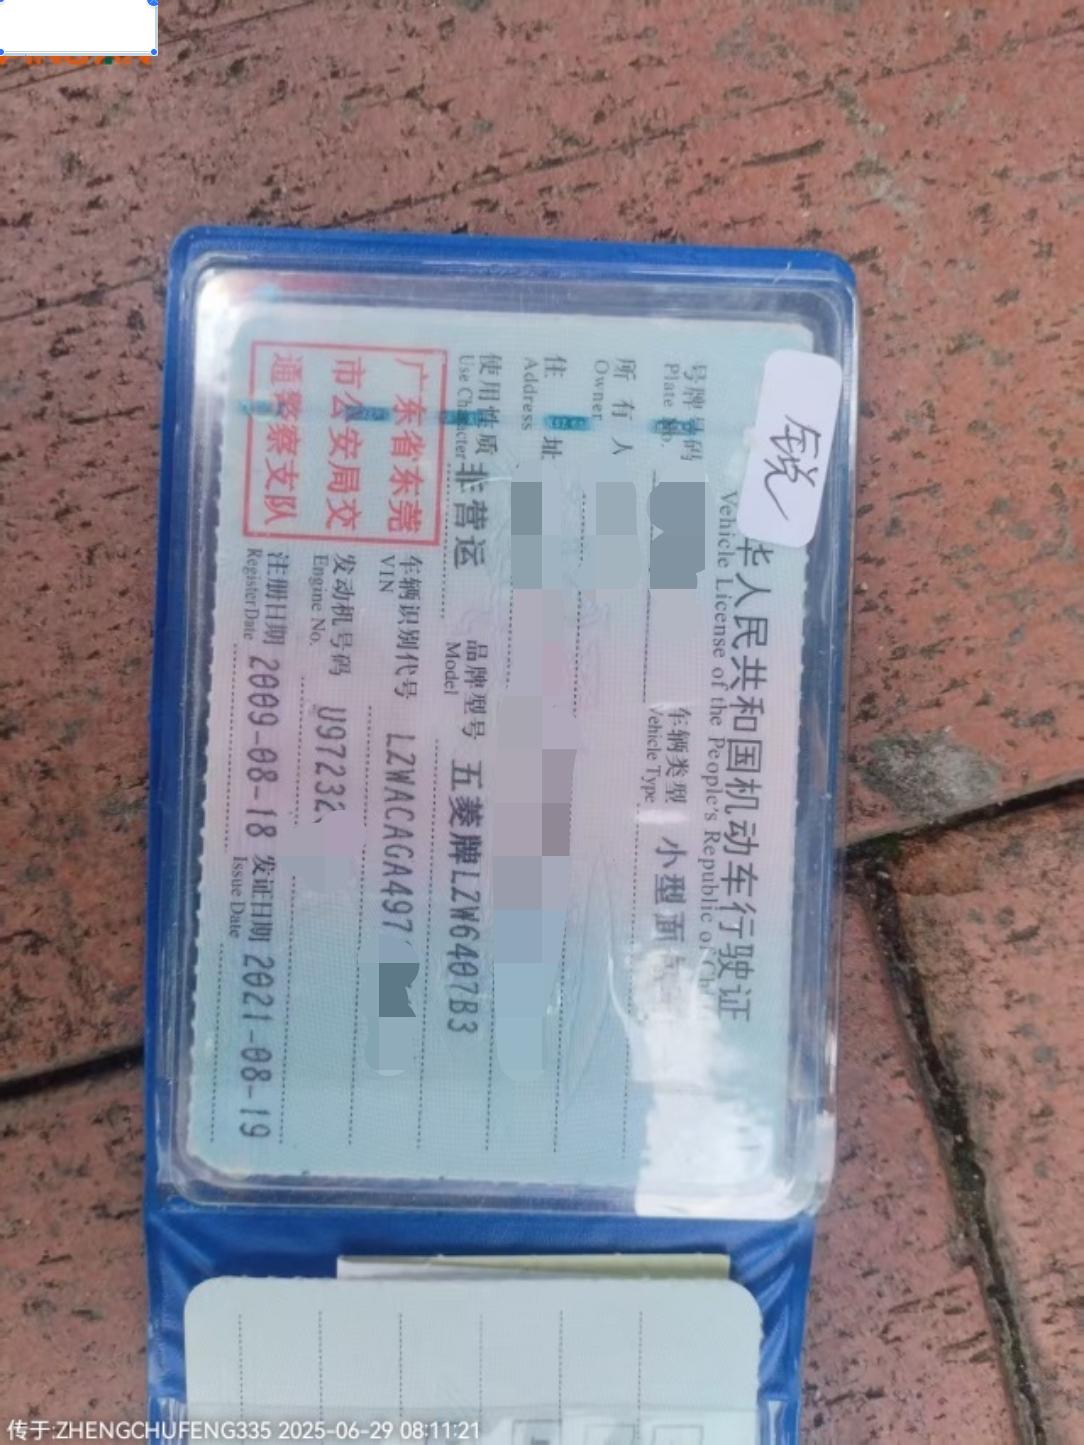 锐
华人民共和国机动车行驶证
Vehicle License of the People's Republic of Chi
号牌号码
Plate No.
车辆类型 小型面
Vehicle Type
所有人
Owner
住址
Address
使用性质 非营运
Use Character
品牌型号 五菱牌LZW6407B3
Model
广东省东莞
市公安局交
通警察支队
车辆识别代号 LZWACAGA497
VIN
发动机号码 U97232
Engine No.
注册日期 2009-08-18 发证日期 2021-08-19
Register Date Issue Date
传于:ZHENGCHUFENG335 2025-06-29 08:11:21